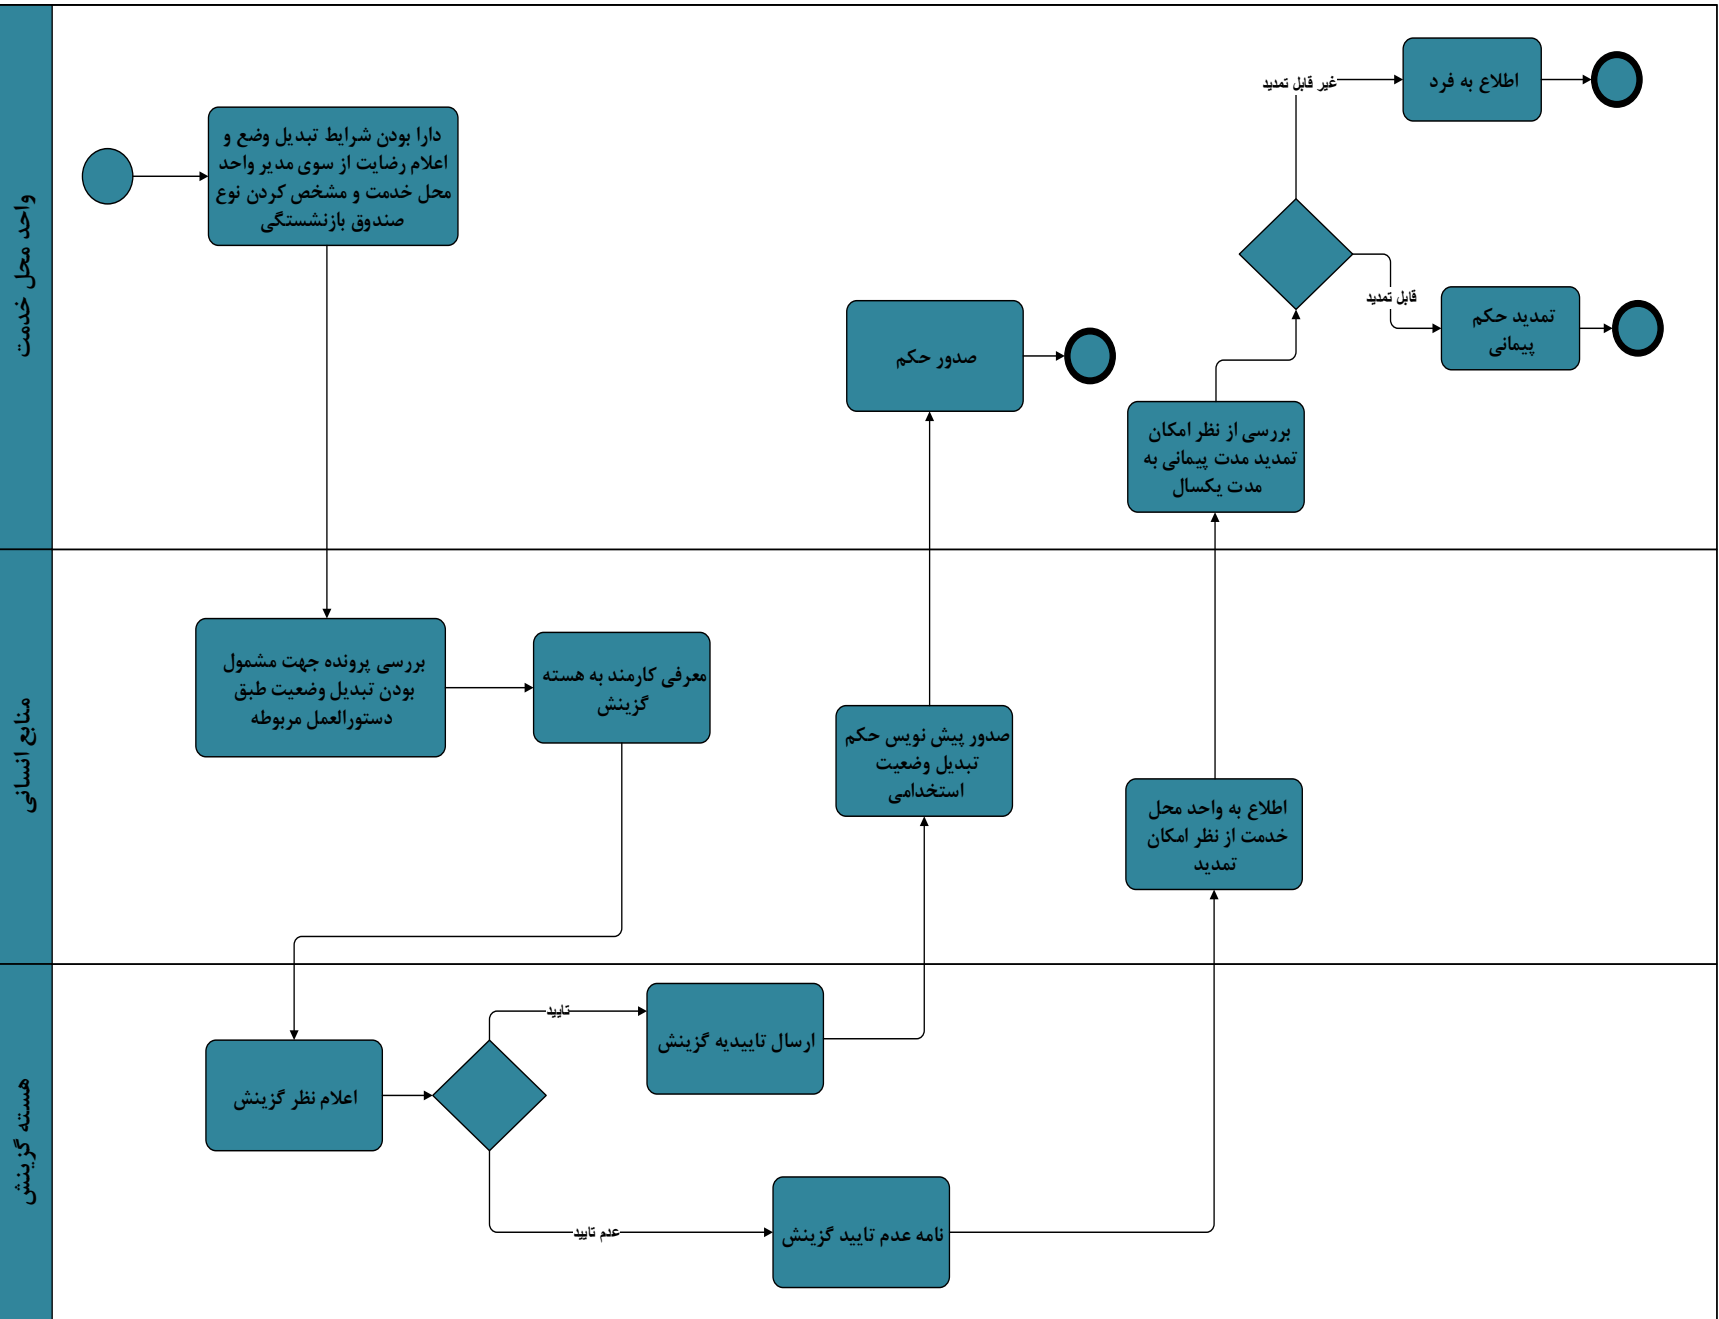 واحد محل خدمت
دارا بودن شرایط تبدیل وضع و
اعلام رضایت از سوی مدیر واحد
محل خدمت و مشخص کردن نوع
صندوق بازنشستگی
صدور حکم
غیر قابل تمدید
اطلاع به فرد
قابل تمدید
تمدید حکم
پیمانی
بررسی از نظر امکان
تمدید مدت پیمانی به
مدت یکسال
منابع انسانی
بررسی پرونده جهت مشمول
بودن تبدیل وضعیت طبق
دستورالعمل مربوطه
معرفی کارمند به هسته
گزینش
صدور پیش نویس حکم
تبدیل وضعیت
استخدامی
اطلاع به واحد محل
خدمت از نظر امکان
تمدید
هسته گزینش
اعلام نظر گزینش
تایید
ارسال تاییدیه گزینش
عدم تایید
نامه عدم تایید گزینش